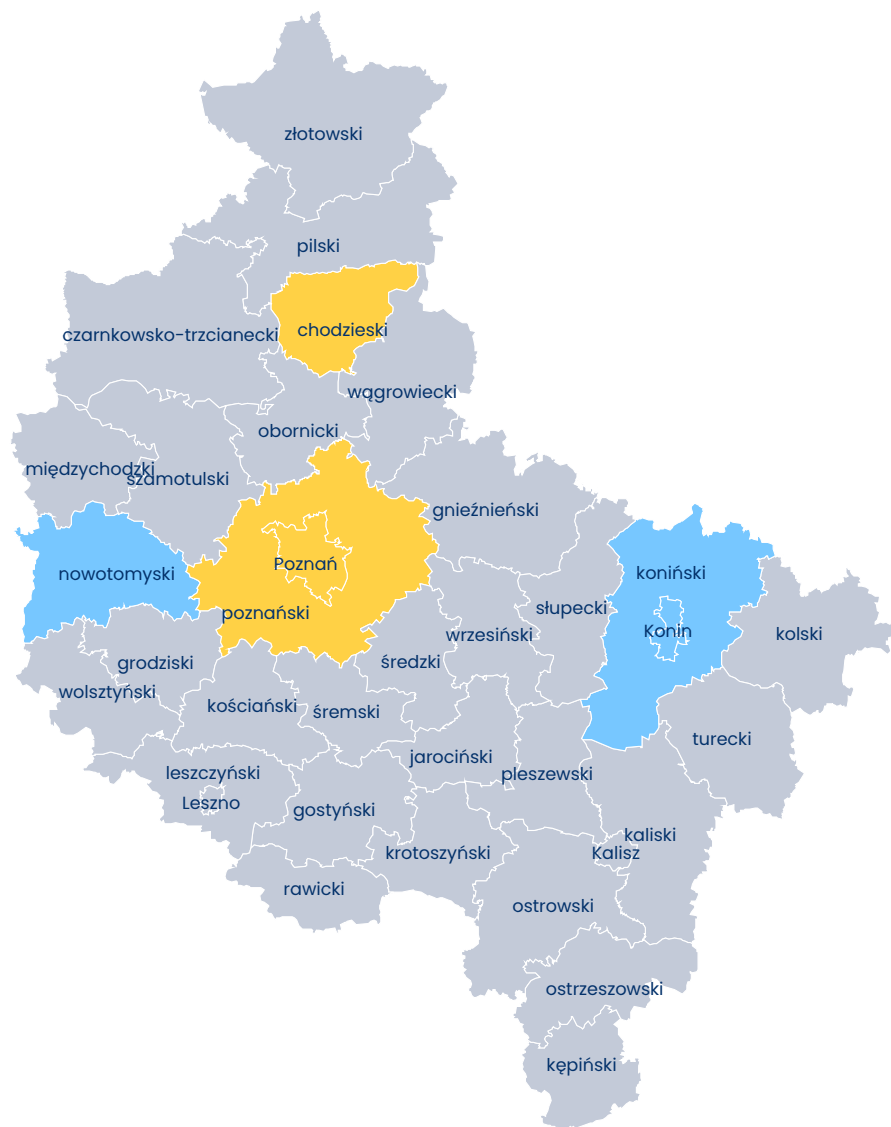 złotowski
pilski
chodzieski
czarnkowsko-trzcianecki
wągrowiecki
obornicki
międzychodzki
szamotulski
gnieźnieński
Poznań
nowotomyski
koniński
poznański
słupecki
Konin
wrzesiński
kolski
grodziski
średzki
wolsztyński
kościański
śremski
turecki
jarociński
leszczyński
pleszewski
Leszno
gostyński
kaliski
krotoszyński
Kalisz
rawicki
ostrowski
ostrzeszowski
kępiński